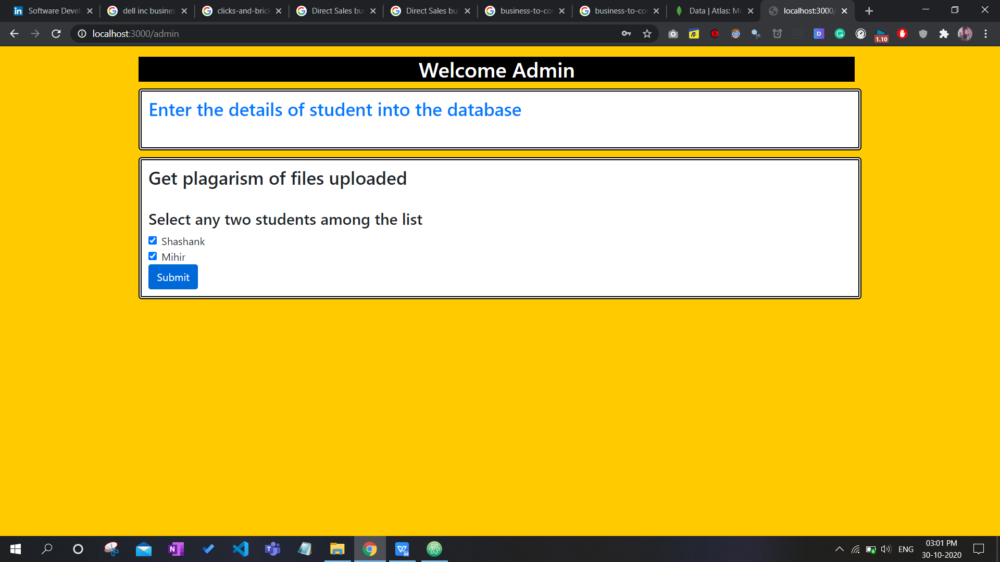 Software Devel
dell inc busines
clicks-and-brick
Direct Sales bu
Direct Sales bu
business-to-co
business-to-co
Data | Atlas: Mo
localhost:3000/
localhost:3000/admin
1.10
Welcome Admin
Enter the details of student into the database
Get plagarism of files uploaded
Select any two students among the list
Shashank
Mihir
Submit
ENG
03:01 PM
30-10-2020